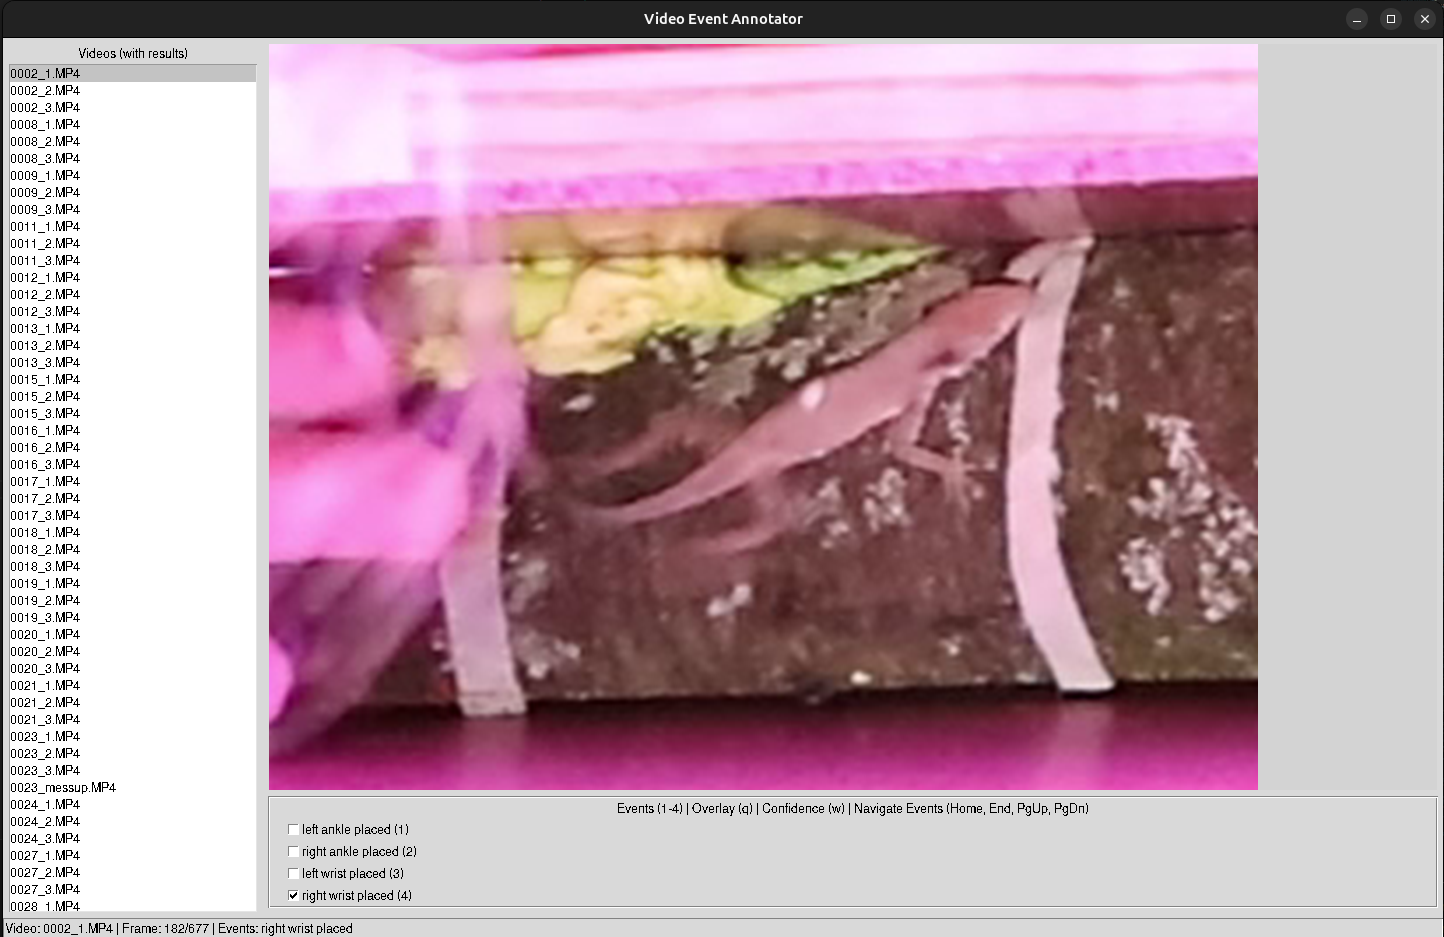 Video Event Annotator
Videos (with results)
0002_1.MP4
0002_2.MP4
0002_3.MP4
0008_1.MP4
0008_2.MP4
0008_3.MP4
0009_1.MP4
0009_2.MP4
0009_3.MP4
0011_1.MP4
0011_2.MP4
0011_3.MP4
0012_1.MP4
0012_2.MP4
0012_3.MP4
0013_1.MP4
0013_2.MP4
0013_3.MP4
0015_1.MP4
0015_2.MP4
0015_3.MP4
0016_1.MP4
0016_2.MP4
0016_3.MP4
0017_1.MP4
0017_2.MP4
0017_3.MP4
0018_1.MP4
0018_2.MP4
0018_3.MP4
0019_1.MP4
0019_2.MP4
0019_3.MP4
0020_1.MP4
0020_2.MP4
0020_3.MP4
0021_1.MP4
0021_2.MP4
0021_3.MP4
0023_1.MP4
0023_2.MP4
0023_3.MP4
0023_messup.MP4
0024_1.MP4
0024_2.MP4
0024_3.MP4
0027_1.MP4
0027_2.MP4
0027_3.MP4
0028_1.MP4
Events (1-4) | Overlay (q) | Confidence (w) | Navigate Events (Home, End, PgUp, PgDn)
left ankle placed (1)
right ankle placed (2)
left wrist placed (3)
right wrist placed (4)
Video: 0002_1.MP4 | Frame: 182/677 | Events: right wrist placed